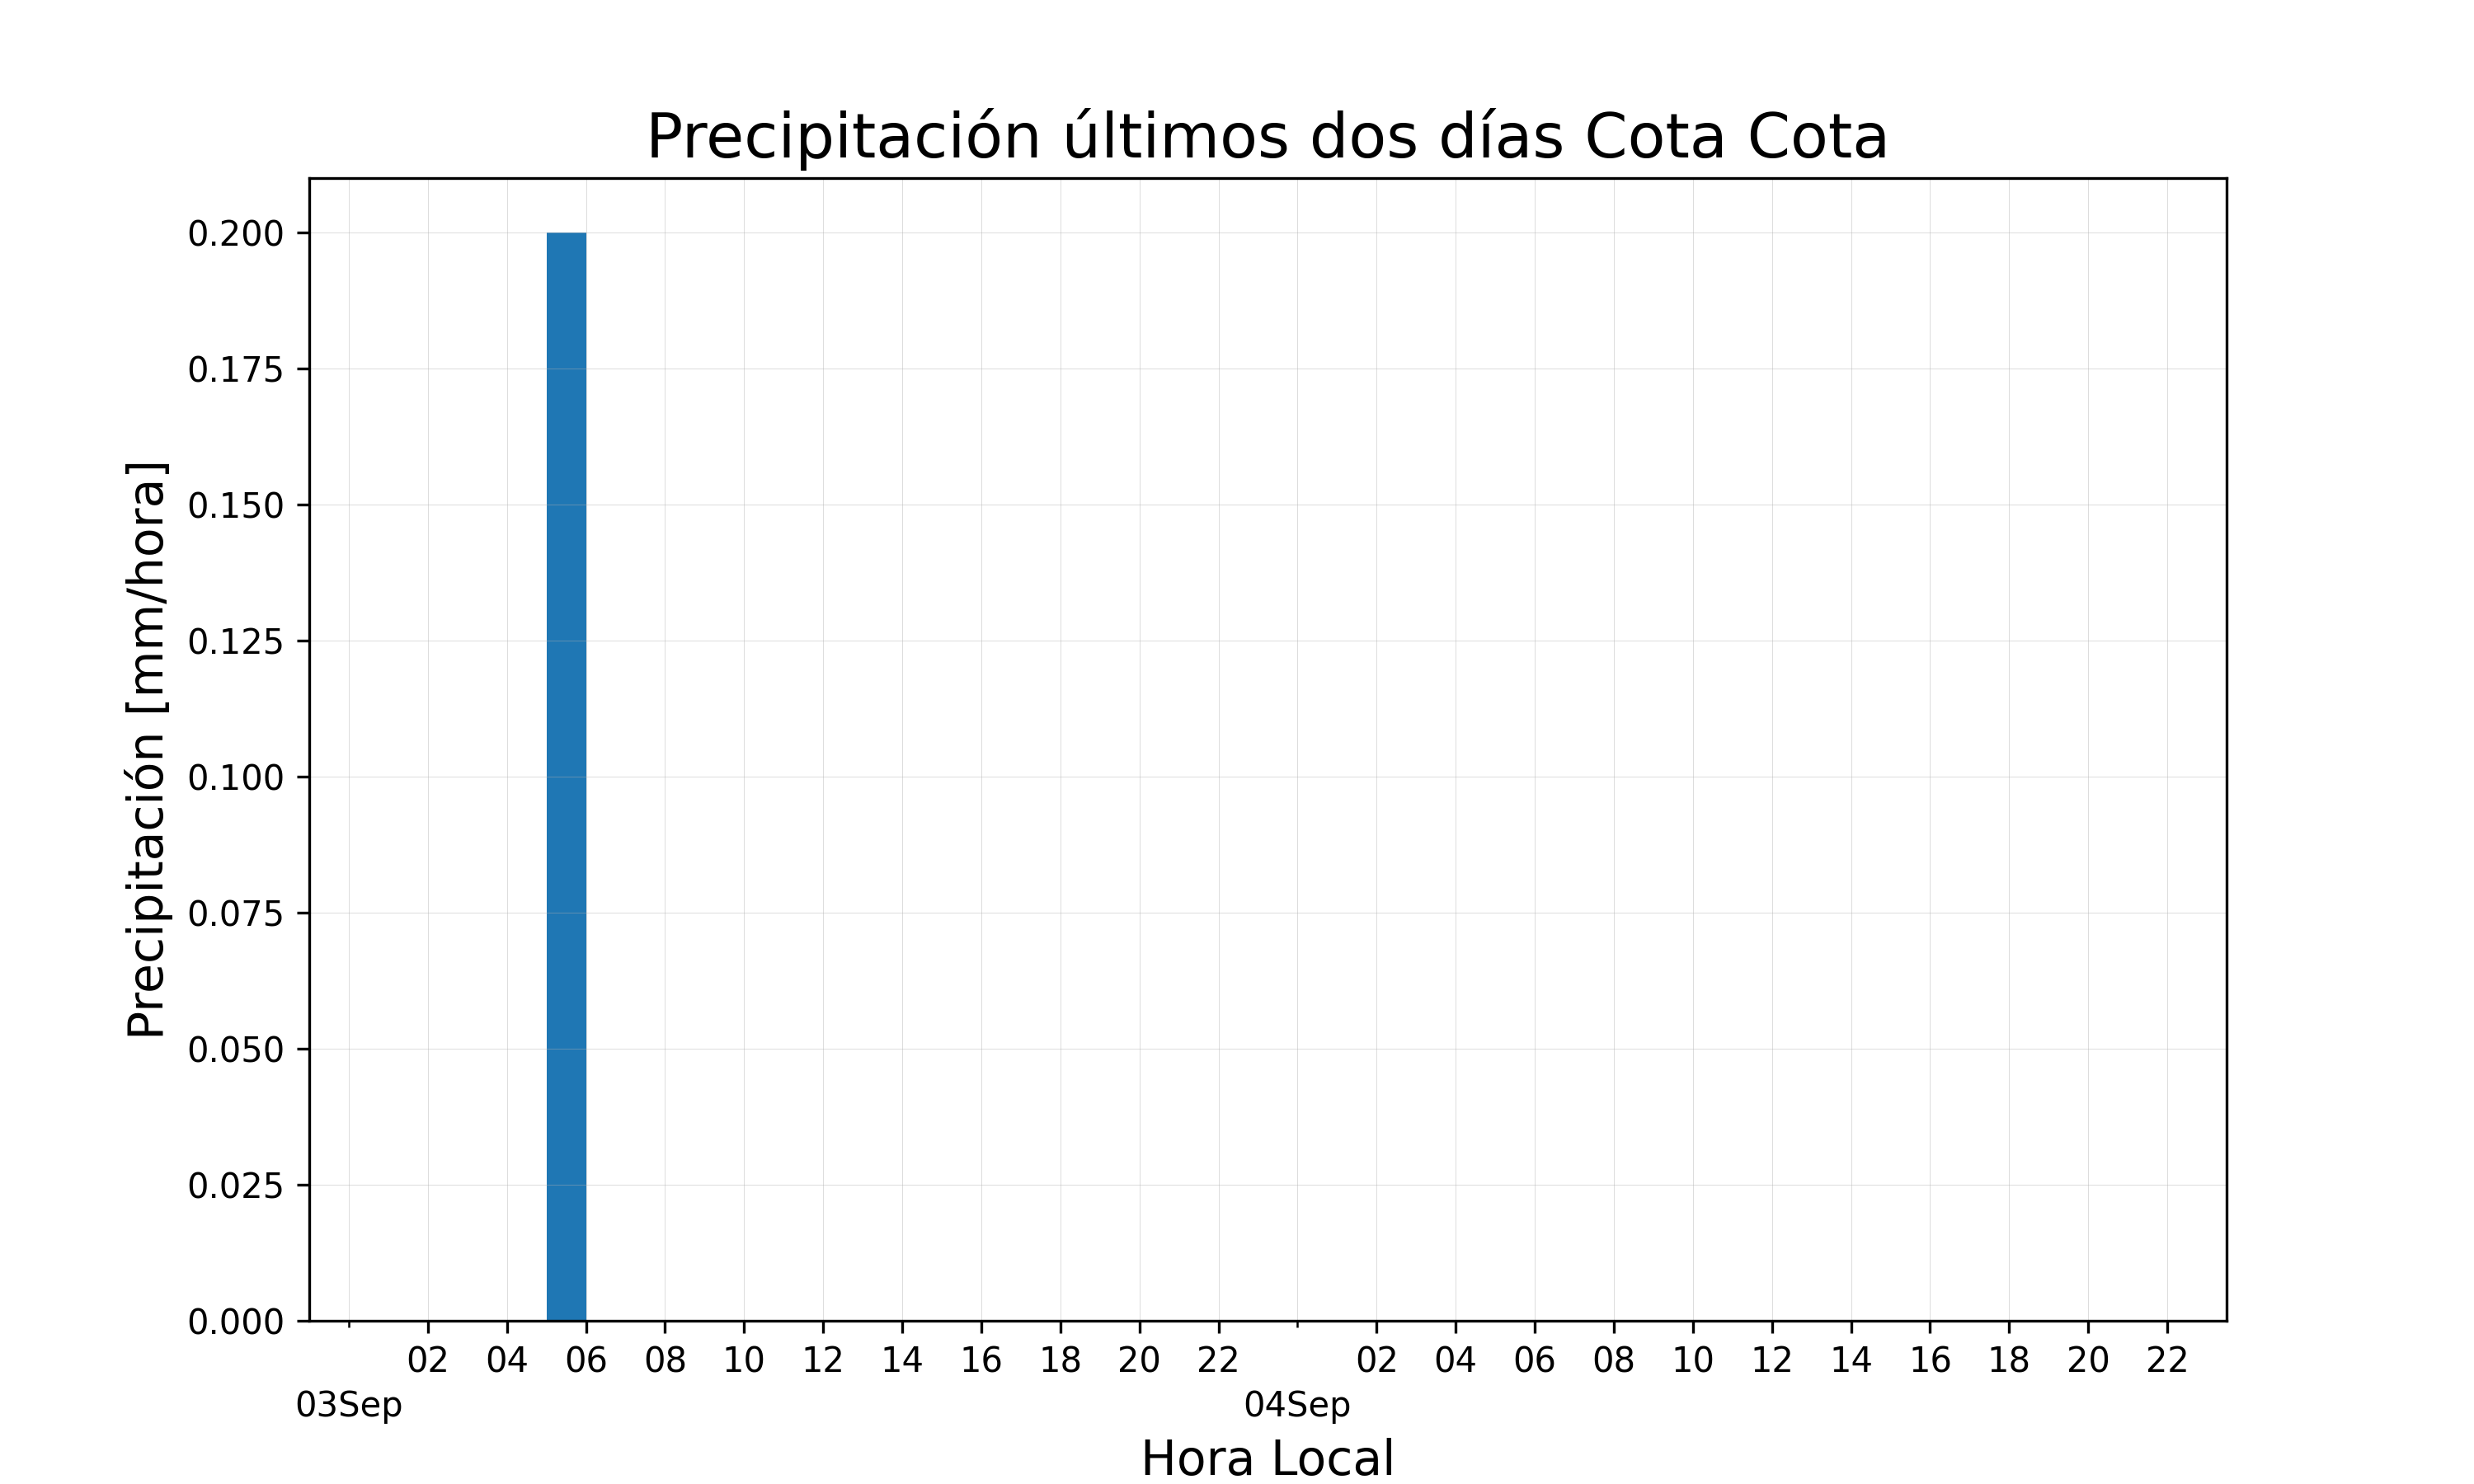 Precipitación últimos dos días Cota Cota
Precipitación [mm/hora]
0.200
0.175
0.150
0.125
0.100
0.075
0.050
0.025
0.000
02 04 06 08 10 12 14 16 18 20 22 02 04 06 08 10 12 14 16 18 20 22
03Sep 04Sep
Hora Local